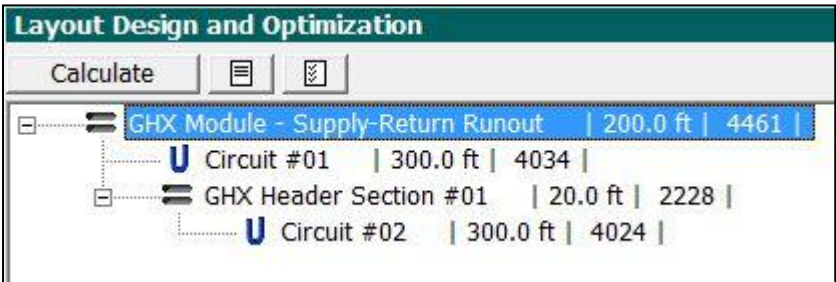 Layout Design and Optimization
Calculate
GHX Module - Supply-Return Runout | 200.0 ft | 4461 |
Circuit #01 | 300.0 ft | 4034 |
GHX Header Section #01 | 20.0 ft | 2228 |
Circuit #02 | 300.0 ft | 4024 |